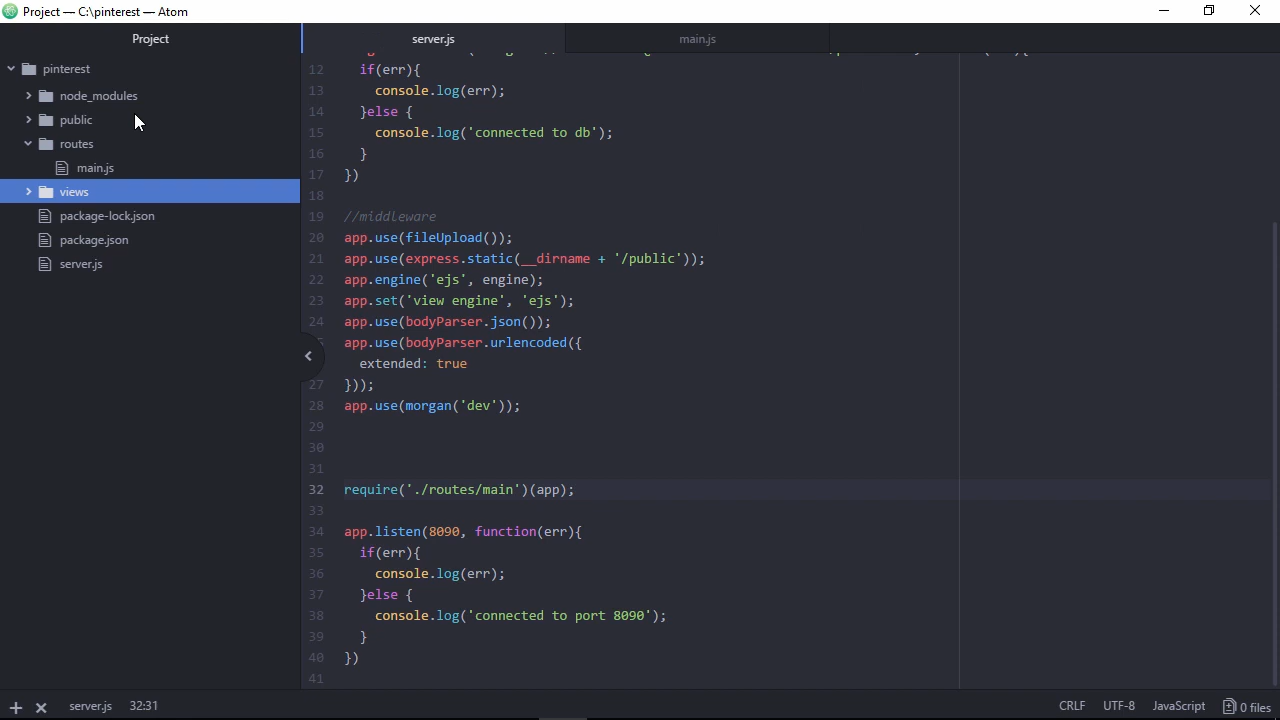 Project — C:\pinterest — Atom
Project
server.js
main.js
pinterest
node_modules
public
routes
main.js
views
package-lock.json
package.json
server.js
12 if(err){
13 console.log(err);
14 }else {
15 console.log('connected to db');
16 }
17 })
18
19 //middleware
20 app.use(fileUpload());
21 app.use(express.static(__dirname + '/public'));
22 app.engine('ejs', engine);
23 app.set('view engine', 'ejs');
24 app.use(bodyParser.json());
app.use(bodyParser.urlencoded({
extended: true
27 }));
28 app.use(morgan('dev'));
29
30
31
32 require('./routes/main')(app);
33
34 app.listen(8090, function(err){
35 if(err){
36 console.log(err);
37 }else {
38 console.log('connected to port 8090');
39 }
40 })
41
server.js 32:31
CRLF UTF-8 JavaScript 0 files